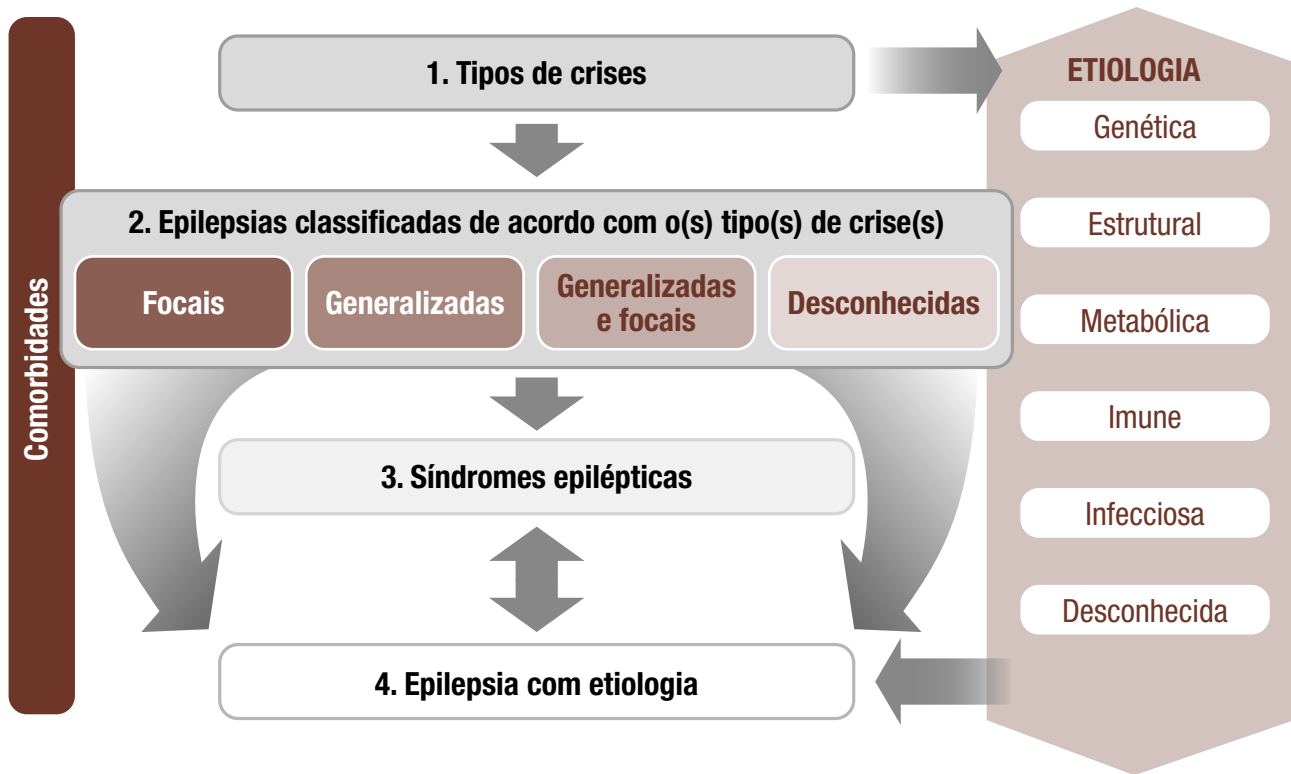 Comorbidades
1. Tipos de crises
2. Epilepsias classificadas de acordo com o(s) tipo(s) de crise(s)
Focais
Generalizadas
Generalizadas
e focais
Desconhecidas
3. Síndromes epilépticas
4. Epilepsia com etiologia
ETIOLOGIA
Genética
Estrutural
Metabólica
Imune
Infecciosa
Desconhecida